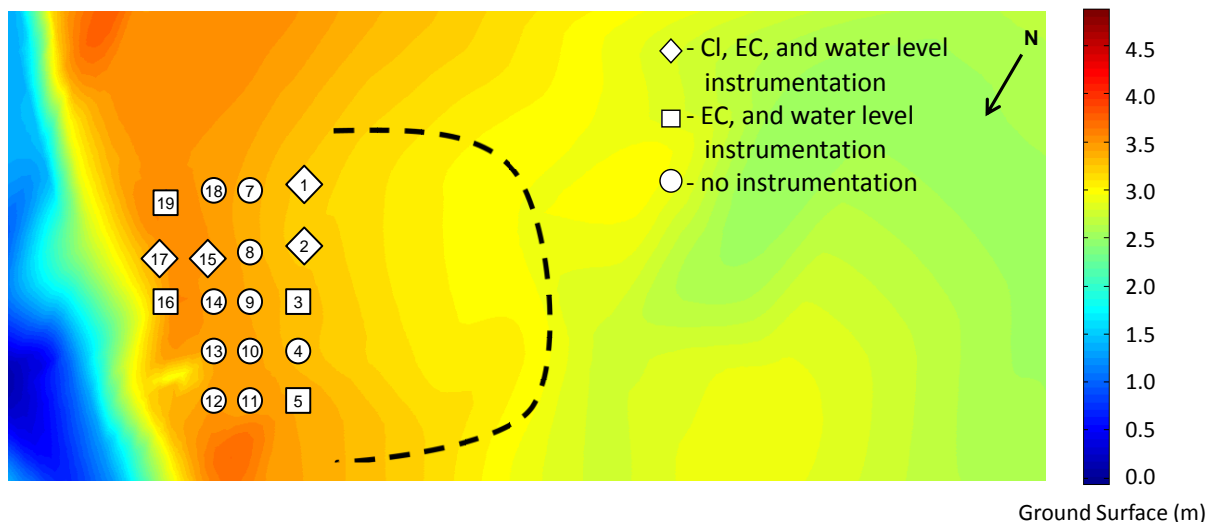 - Cl, EC, and water level
instrumentation
- EC, and water level
instrumentation
- no instrumentation
N
4.5
4.0
3.5
3.0
2.5
2.0
1.5
1.0
0.5
0.0
Ground Surface (m)
18 7 1
19
17 15 8 2
16 14 9 3
13 10 4
12 11 5